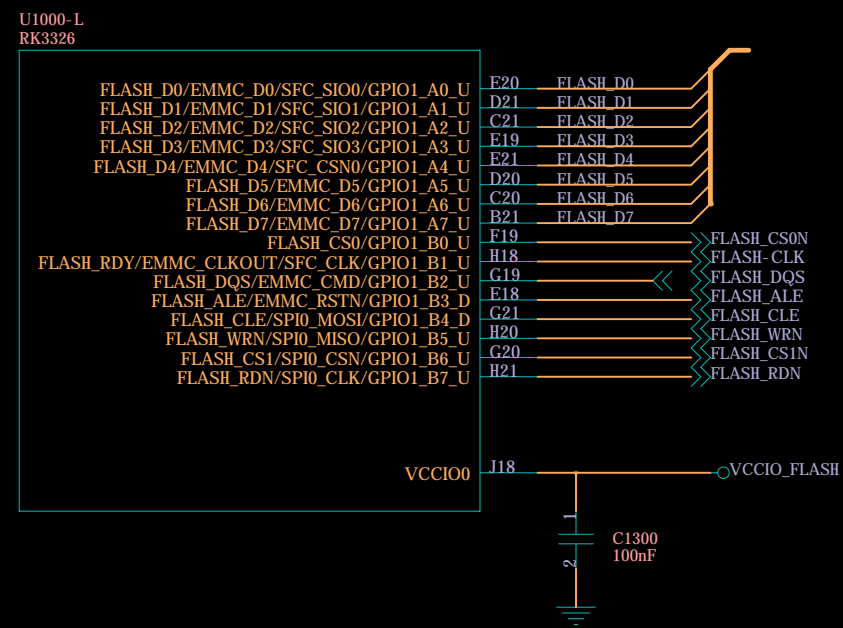 U1000-L
RK3326
FLASH_D0/EMMC_D0/SFC_SIO0/GPIO1_A0_U E20 FLASH_D0
FLASH_D1/EMMC_D1/SFC_SIO1/GPIO1_A1_U D21 FLASH_D1
FLASH_D2/EMMC_D2/SFC_SIO2/GPIO1_A2_U C21 FLASH_D2
FLASH_D3/EMMC_D3/SFC_SIO3/GPIO1_A3_U E19 FLASH_D3
FLASH_D4/EMMC_D4/SFC_CSN0/GPIO1_A4_U E21 FLASH_D4
FLASH_D5/EMMC_D5/GPIO1_A5_U D20 FLASH_D5
FLASH_D6/EMMC_D6/GPIO1_A6_U C20 FLASH_D6
FLASH_D7/EMMC_D7/GPIO1_A7_U B21 FLASH_D7
FLASH_CS0/GPIO1_B0_U F19 FLASH_CS0N
FLASH_RDY/EMMC_CLKOUT/SFC_CLK/GPIO1_B1_U H18 FLASH-CLK
FLASH_DQS/EMMC_CMD/GPIO1_B2_U G19 FLASH_DQS
FLASH_ALE/EMMC_RSTN/GPIO1_B3_D E18 FLASH_ALE
FLASH_CLE/SPI0_MOSI/GPIO1_B4_D G21 FLASH_CLE
FLASH_WRN/SPI0_MISO/GPIO1_B5_U H20 FLASH_WRN
FLASH_CS1/SPI0_CSN/GPIO1_B6_U G20 FLASH_CS1N
FLASH_RDN/SPI0_CLK/GPIO1_B7_U H21 FLASH_RDN
VCCIO0 J18 VCCIO_FLASH
1
C1300
100nF
2